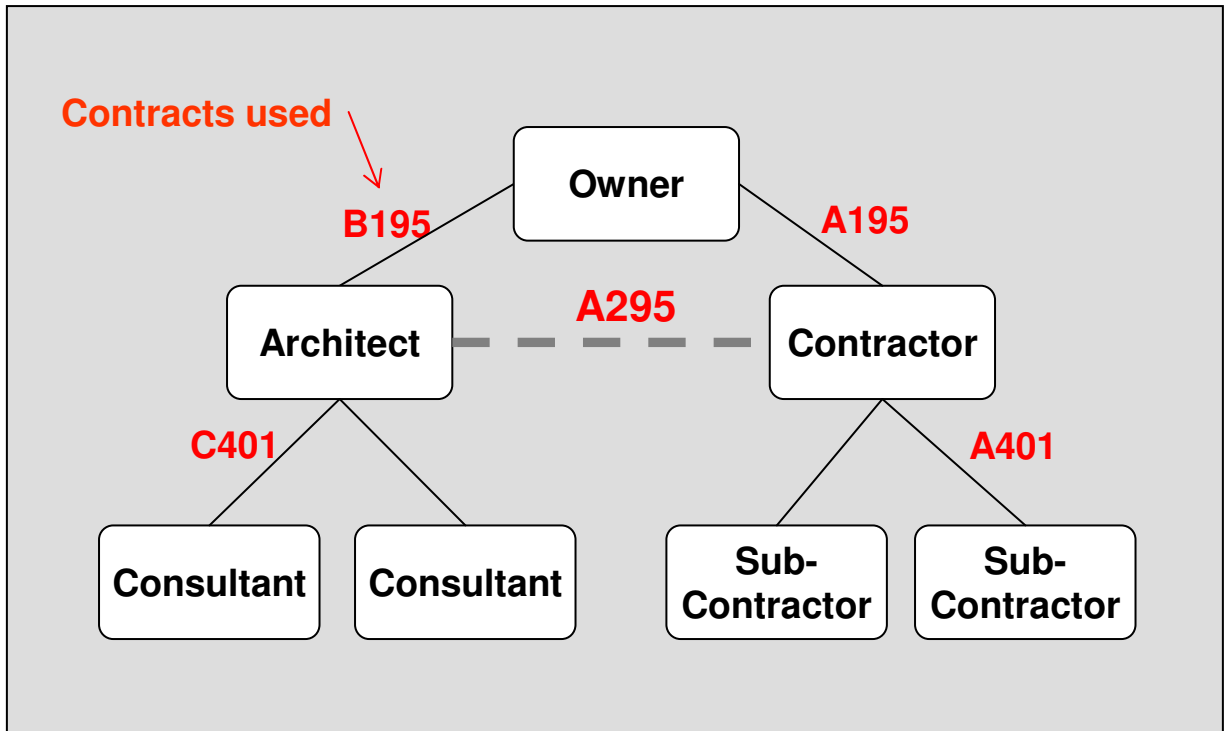 Contracts used
Owner
B195
A195
A295
Architect
Contractor
C401
A401
Consultant
Consultant
Sub-
Contractor
Sub-
Contractor